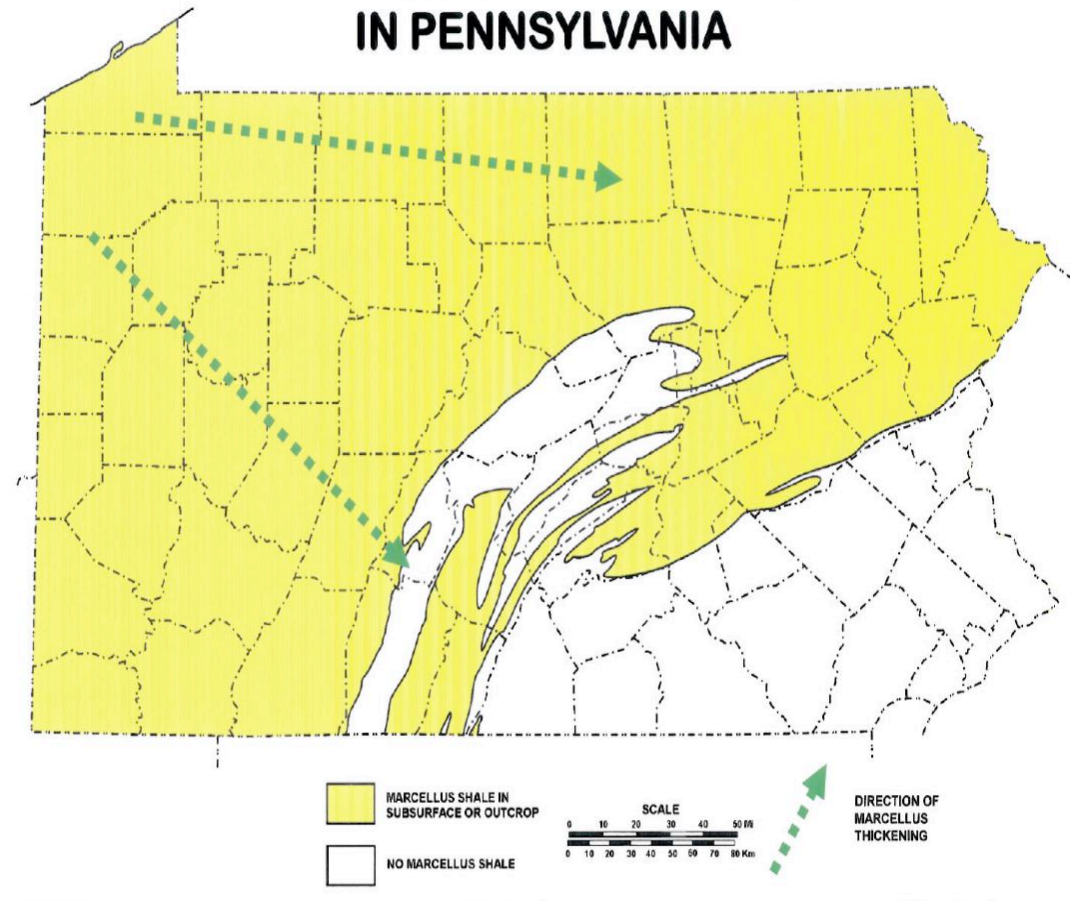 IN PENNSYLVANIA
MARCELLUS SHALE IN
SUBSURFACE OR OUTCROP
NO MARCELLUS SHALE
SCALE
0 10 20 30 40 50 Mi
0 10 20 30 40 50 60 70 80 Km
DIRECTION OF
MARCELLUS
THICKENING